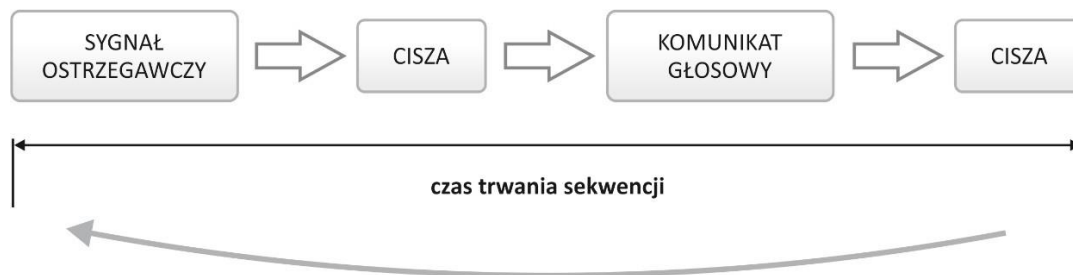 SYGNAŁ
OSTRZEGAWCZY
CISZA
KOMUNIKAT
GŁOSOWY
CISZA
czas trwania sekwencji